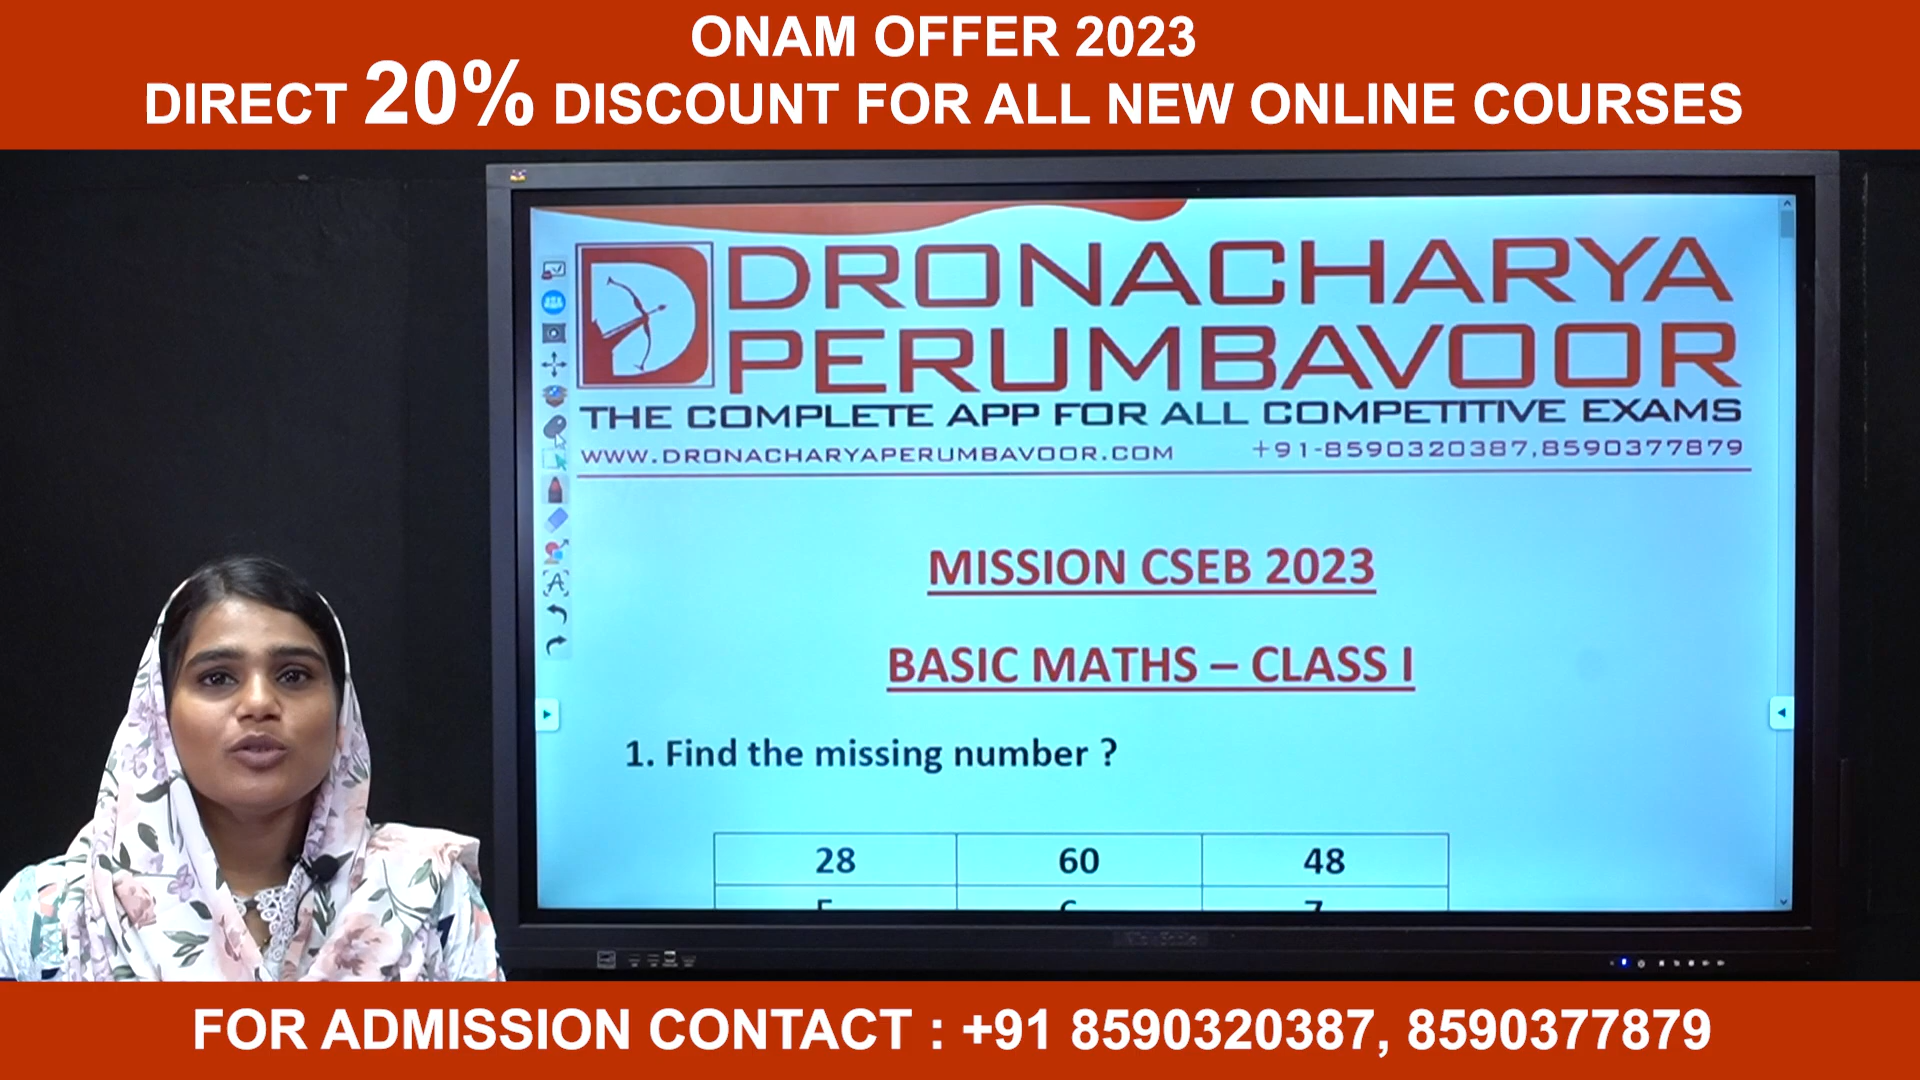 ONAM OFFER 2023
DIRECT 20% DISCOUNT FOR ALL NEW ONLINE COURSES
DRONACHARYA
PERUMBAVOOR
THE COMPLETE APP FOR ALL COMPETITIVE EXAMS
WWW.DRONACHARYAPERUMBAVOOR.COM +91-8590320387,8590377879
MISSION CSEB 2023
BASIC MATHS – CLASS I
1. Find the missing number ?
28 60 48
FOR ADMISSION CONTACT : +91 8590320387, 8590377879